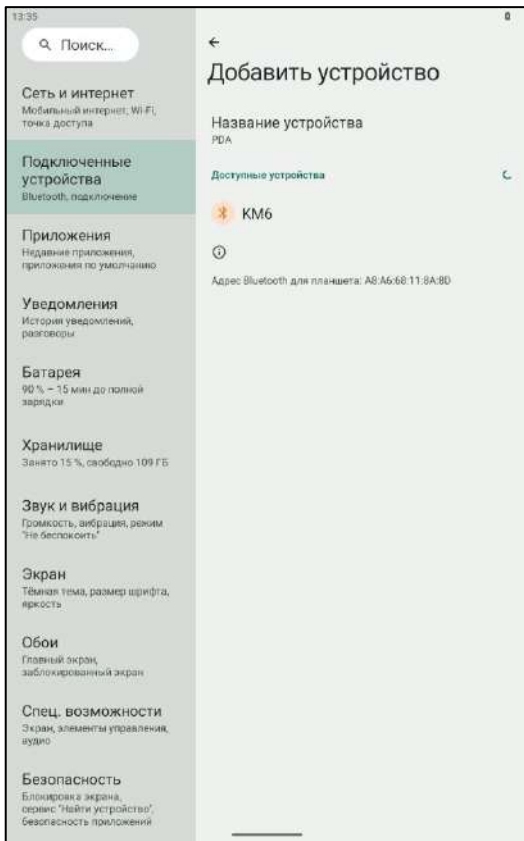 13:35
Поиск...
Сеть и интернет
Мобильный интернет, Wi-Fi,
точка доступа
Подключенные
устройства
Bluetooth, подключение
Приложения
Недавние приложения,
приложения по умолчанию
Уведомления
История уведомлений,
разговоры
Батарея
90 % – 15 мин до полной
зарядки
Хранилище
Занято 15 %, свободно 109 ГБ
Звук и вибрация
Громкость, вибрация, режим
"Не беспокоить"
Экран
Тёмная тема, размер шрифта,
яркость
Обои
Главный экран,
заблокированный экран
Спец. возможности
Экран, элементы управления,
аудио
Безопасность
Блокировка экрана,
сервис "Найти устройство",
безопасность приложений
Добавить устройство
Название устройства
PDA
Доступные устройства
KM6
Адрес Bluetooth для планшета: A8:A6:68:11:8A:8D